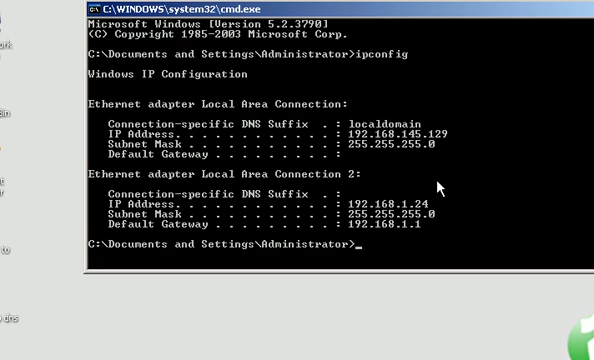 C:\WINDOWS\system32\cmd.exe
Microsoft Windows [Version 5.2.3790]
(C) Copyright 1985-2003 Microsoft Corp.
C:\Documents and Settings\Administrator>ipconfig
Windows IP Configuration
Ethernet adapter Local Area Connection:
Connection-specific DNS Suffix  . : localdomain
IP Address. . . . . . . . . . . . : 192.168.145.129
Subnet Mask . . . . . . . . . . . : 255.255.255.0
Default Gateway . . . . . . . . . :
Ethernet adapter Local Area Connection 2:
Connection-specific DNS Suffix  . :
IP Address. . . . . . . . . . . . : 192.168.1.24
Subnet Mask . . . . . . . . . . . : 255.255.255.0
Default Gateway . . . . . . . . . : 192.168.1.1
C:\Documents and Settings\Administrator>_
to
dns